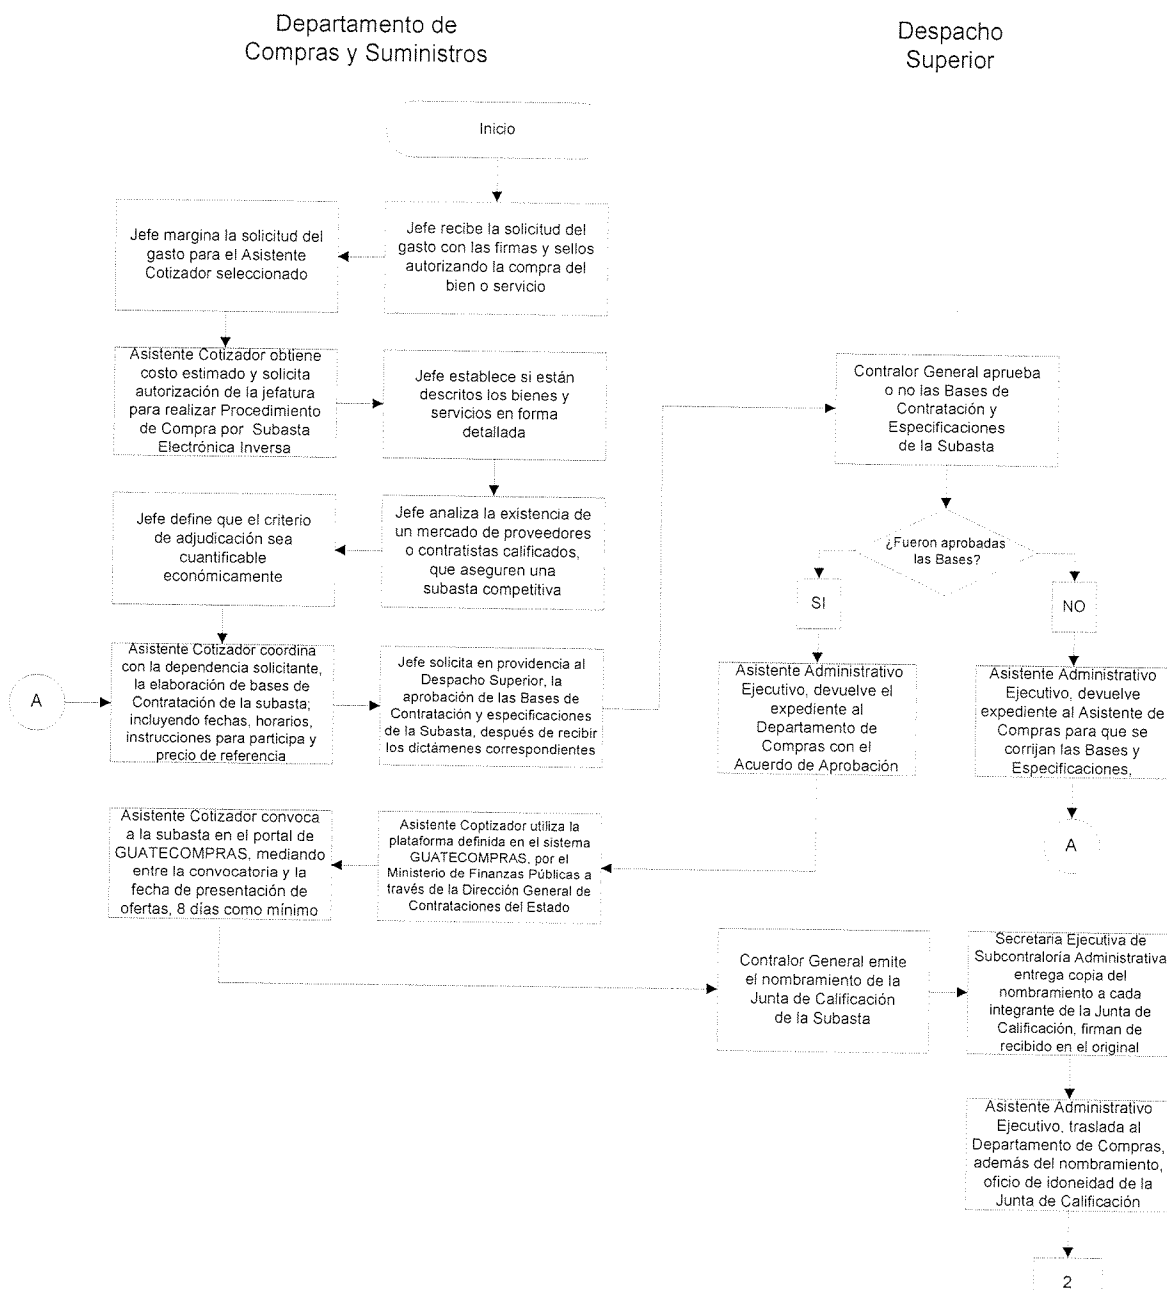 Departamento de
Compras y Suministros
Despacho
Superior
Inicio
Jefe recibe la solicitud del
gasto con las firmas y sellos
autorizando la compra del
bien o servicio
Jefe margina la solicitud del
gasto para el Asistente
Cotizador seleccionado
Asistente Cotizador obtiene
costo estimado y solicita
autorización de la jefatura
para realizar Procedimiento
de Compra por Subasta
Electrónica Inversa
Jefe establece si están
descritos los bienes y
servicios en forma
detallada
Jefe analiza la existencia de
un mercado de proveedores
o contratistas calificados,
que aseguren una
subasta competitiva
Jefe define que el criterio
de adjudicación sea
cuantificable
económicamente
A
Asistente Cotizador coordina
con la dependencia solicitante,
la elaboración de bases de
Contratación de la subasta;
incluyendo fechas, horarios,
instrucciones para participa y
precio de referencia
Jefe solicita en providencia al
Despacho Superior, la
aprobación de las Bases de
Contratación y especificaciones
de la Subasta, después de recibir
los dictámenes correspondientes
Contralor General aprueba
o no las Bases de
Contratación y
Especificaciones
de la Subasta
¿Fueron aprobadas
las Bases?
SI
NO
Asistente Administrativo
Ejecutivo, devuelve el
expediente al
Departamento de
Compras con el
Acuerdo de Aprobación
Asistente Administrativo
Ejecutivo, devuelve
expediente al Asistente de
Compras para que se
corrijan las Bases y
Especificaciones,
A
Asistente Coptizador utiliza la
plataforma definida en el sistema
GUATECOMPRAS, por el
Ministerio de Finanzas Públicas a
través de la Dirección General de
Contrataciones del Estado
Asistente Cotizador convoca
a la subasta en el portal de
GUATECOMPRAS, mediando
entre la convocatoria y la
fecha de presentación de
ofertas, 8 días como mínimo
Contralor General emite
el nombramiento de la
Junta de Calificación
de la Subasta
Secretaria Ejecutiva de
Subcontraloría Administrativa
entrega copia del
nombramiento a cada
integrante de la Junta de
Calificación, firman de
recibido en el original
Asistente Administrativo
Ejecutivo, traslada al
Departamento de Compras,
además del nombramiento,
oficio de idoneidad de la
Junta de Calificación
2